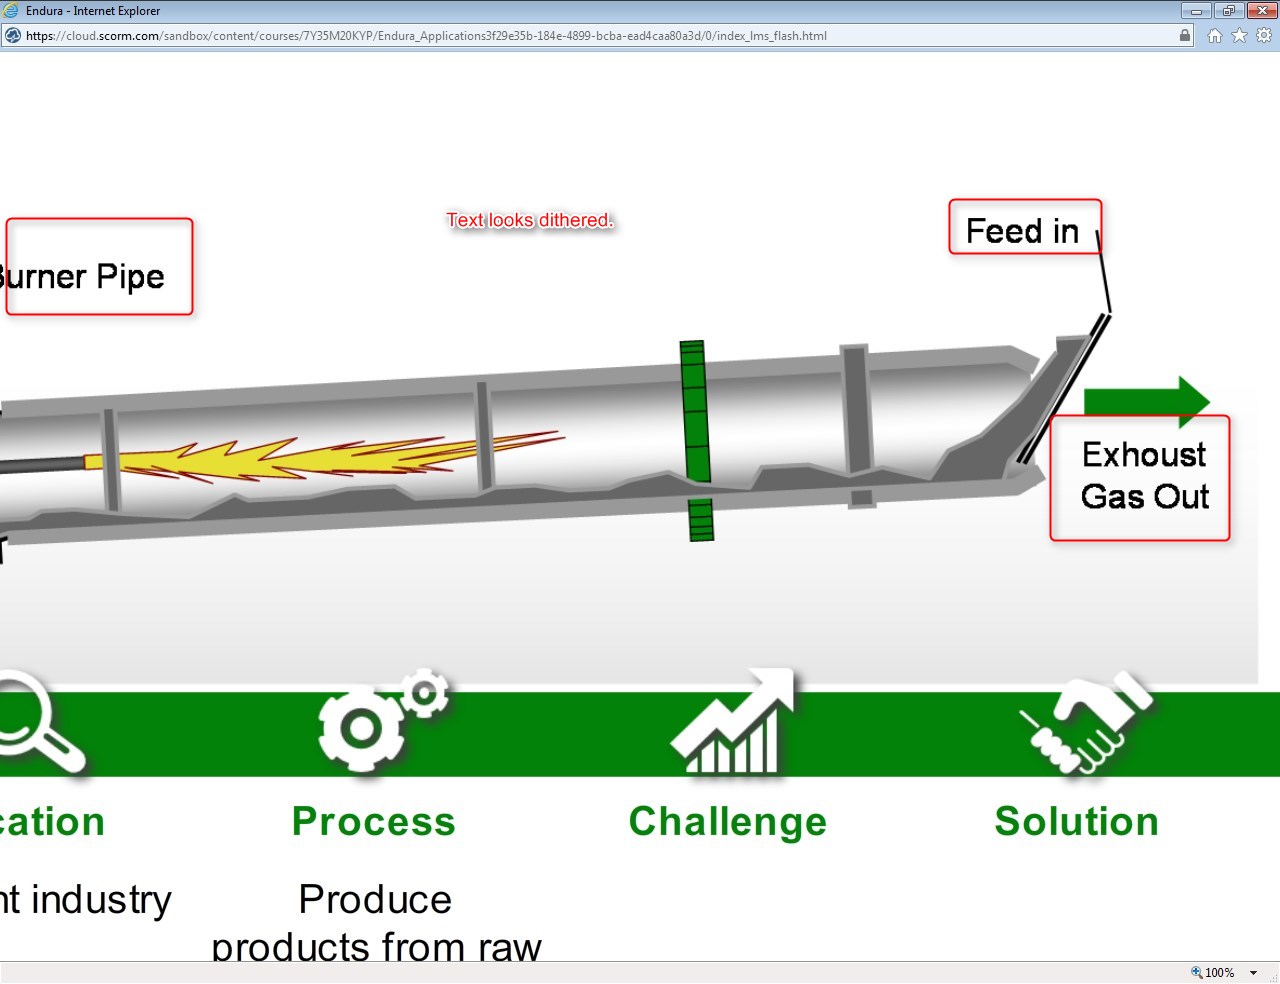 Endura - Internet Explorer
https://cloud.scorm.com/sandbox/content/courses/7Y35M20KYP/Endura_Applications3f29e35b-184e-4899-bcba-ead4caa80a3d/0/index_lms_flash.html
Text looks dithered.
Feed in
Burner Pipe
Exhoust
Gas Out
cation
Process
Challenge
Solution
nt industry
Produce
products from raw
100%